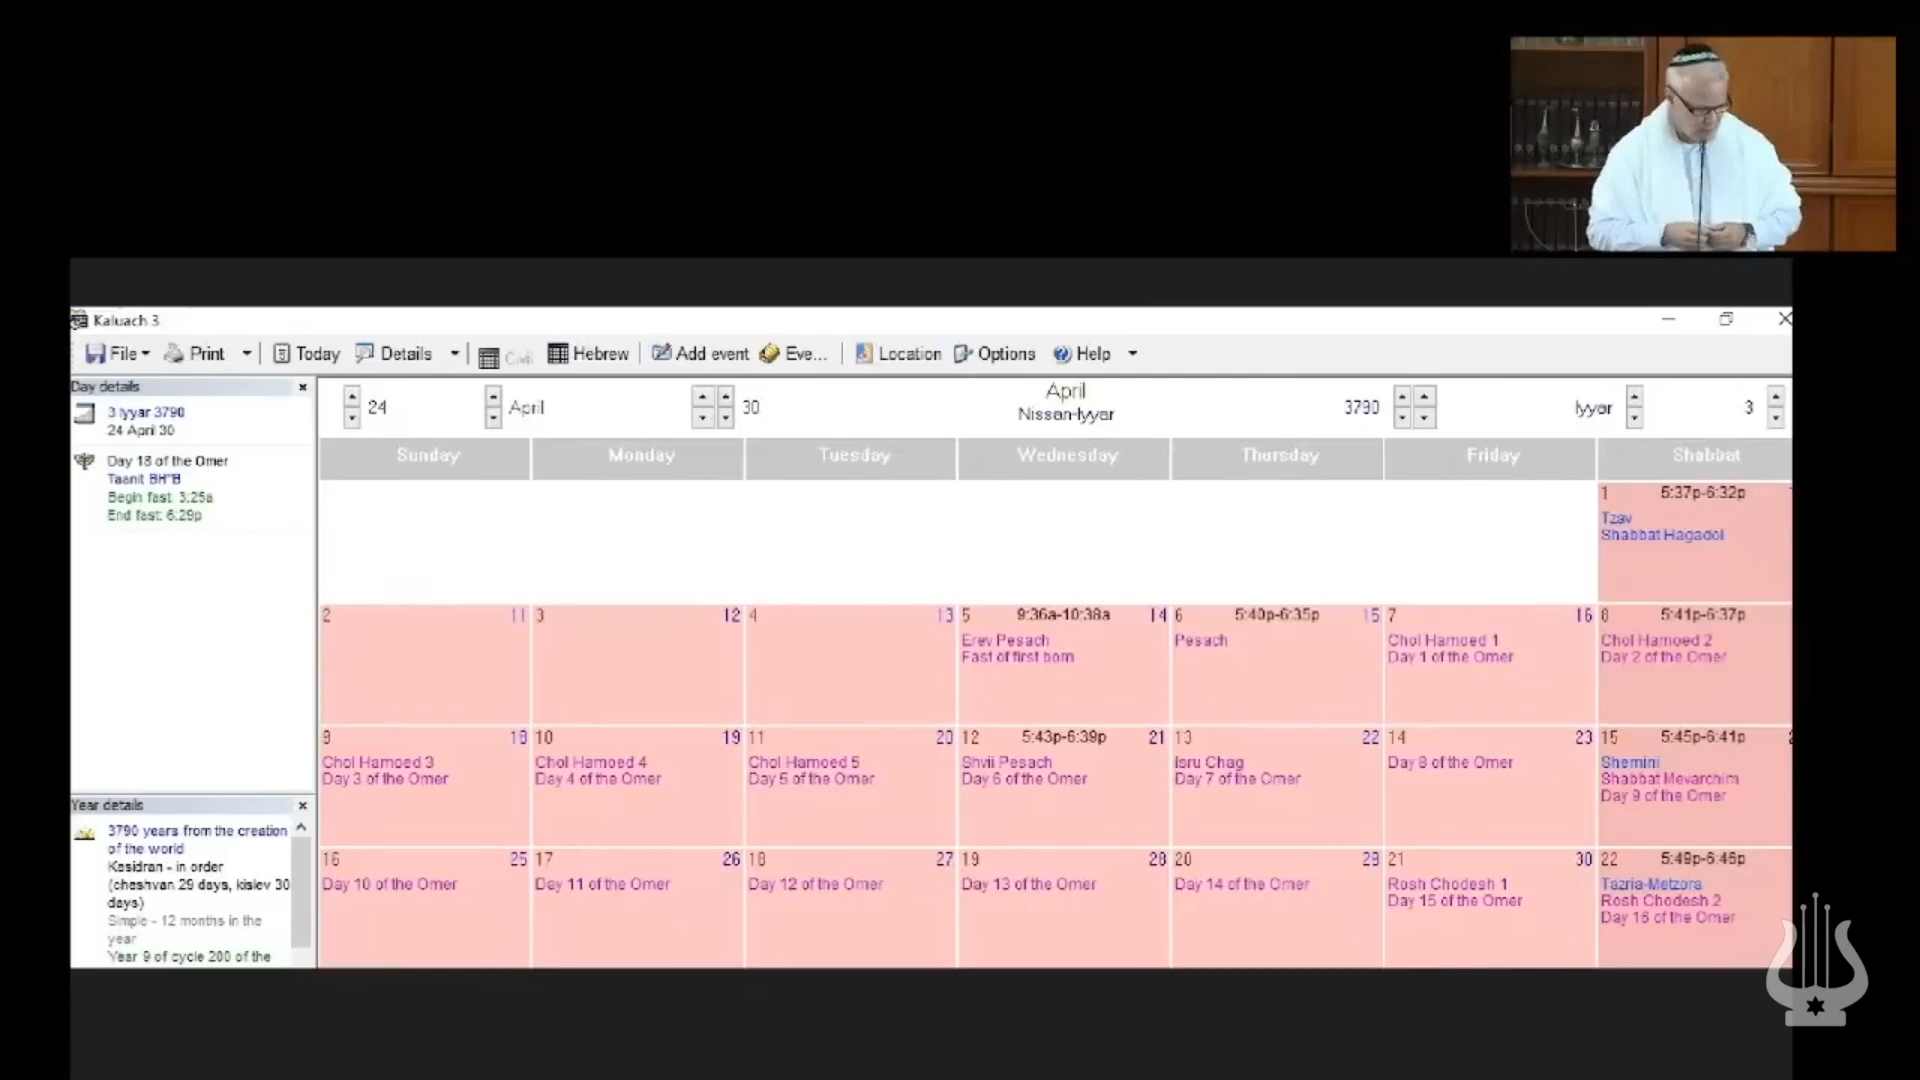 Kaluach 3
File Print Today Details Civil Hebrew Add event Eve... Location Options Help
Day details
3 Iyyar 3790
24 April 30
Day 18 of the Omer
Taanit BH"B
Begin fast: 3:25a
End fast: 6:29p
Year details
3790 years from the creation
of the world
Kesidran - in order
(cheshvan 29 days, kislev 30
days)
Simple - 12 months in the
year
Year 9 of cycle 200 of the
24 April 30 April 3790 Iyyar 3
Nissan-Iyyar
Sunday Monday Tuesday Wednesday Thursday Friday Shabbat
1 5:37p-6:32p
Tzav
Shabbat Hagadol
2 11 3 12 4 13 5 9:36a-10:38a 14 6 5:40p-6:35p 15 7 16 8 5:41p-6:37p
Erev Pesach Pesach Chol Hamoed 1 Chol Hamoed 2
Fast of first born Day 1 of the Omer Day 2 of the Omer
9 18 10 19 11 20 12 5:43p-6:39p 21 13 22 14 23 15 5:45p-6:41p
Chol Hamoed 3 Chol Hamoed 4 Chol Hamoed 5 Shvii Pesach Isru Chag Day 8 of the Omer Shemini
Day 3 of the Omer Day 4 of the Omer Day 5 of the Omer Day 6 of the Omer Day 7 of the Omer Shabbat Mevarchim
Day 9 of the Omer
16 25 17 26 18 27 19 28 20 29 21 30 22 5:49p-6:46p
Day 10 of the Omer Day 11 of the Omer Day 12 of the Omer Day 13 of the Omer Day 14 of the Omer Rosh Chodesh 1 Tazria-Metzora
Day 15 of the Omer Rosh Chodesh 2
Day 16 of the Omer